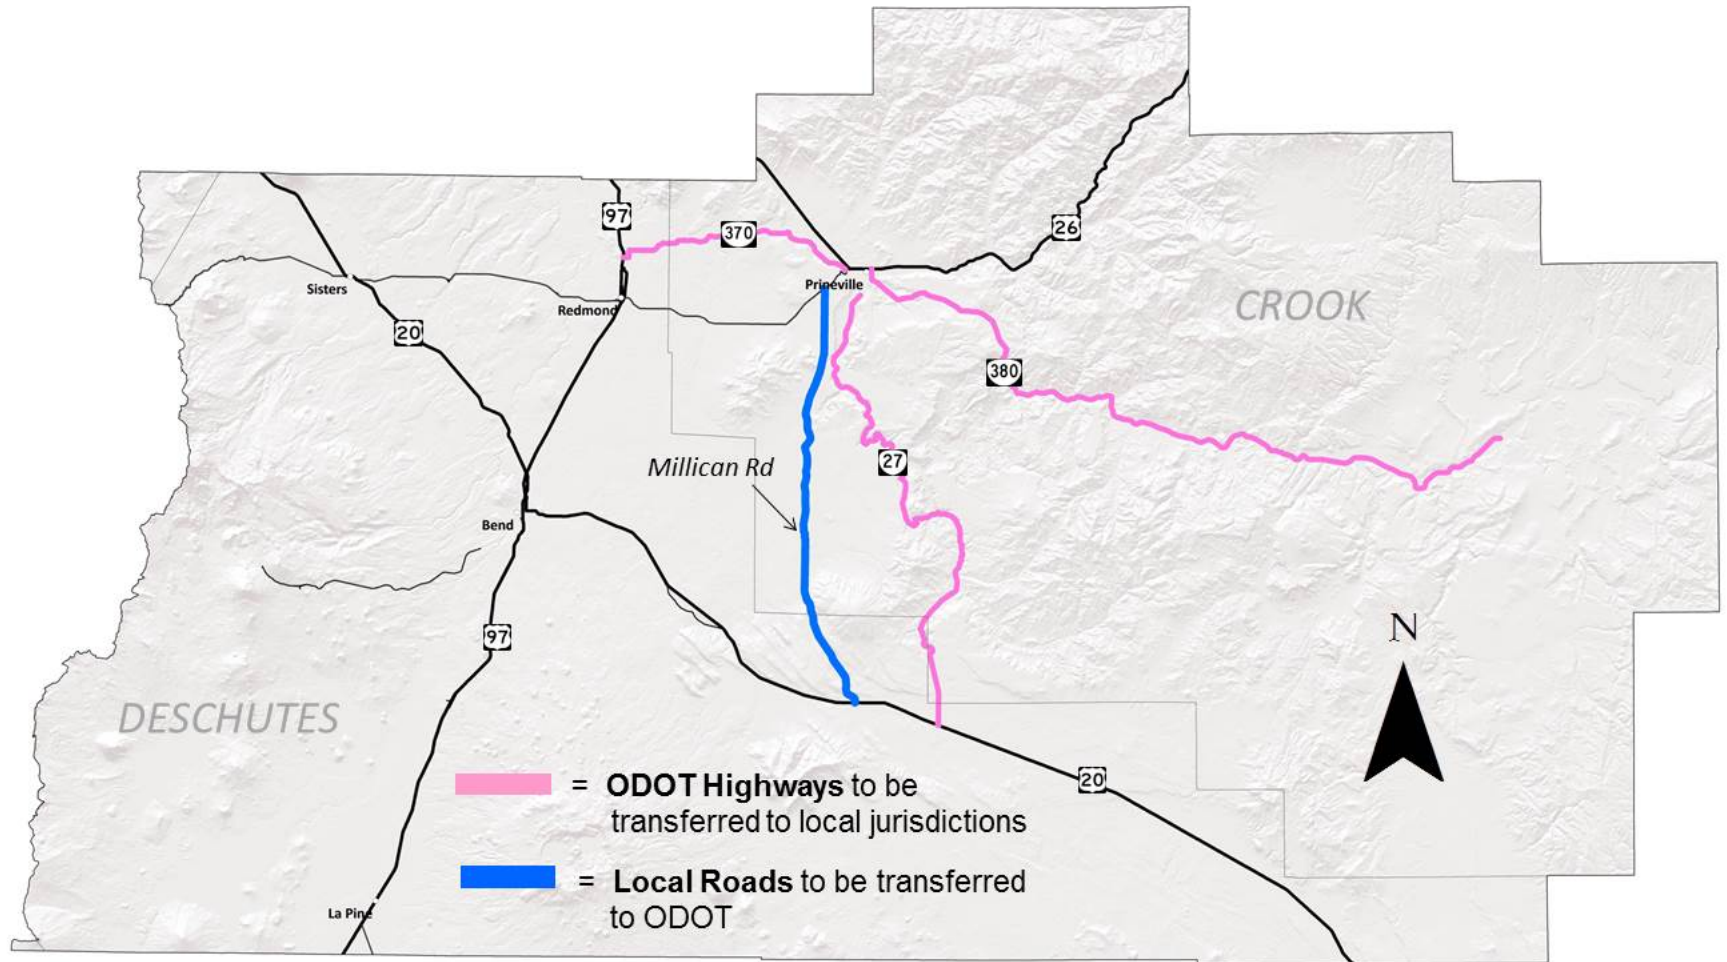 97
26
370
Sisters
Prineville
CROOK
Redmond
20
380
Millican Rd
27
Bend
N
97
DESCHUTES
20
= ODOT Highways to be
transferred to local jurisdictions
= Local Roads to be transferred
to ODOT
La Pine